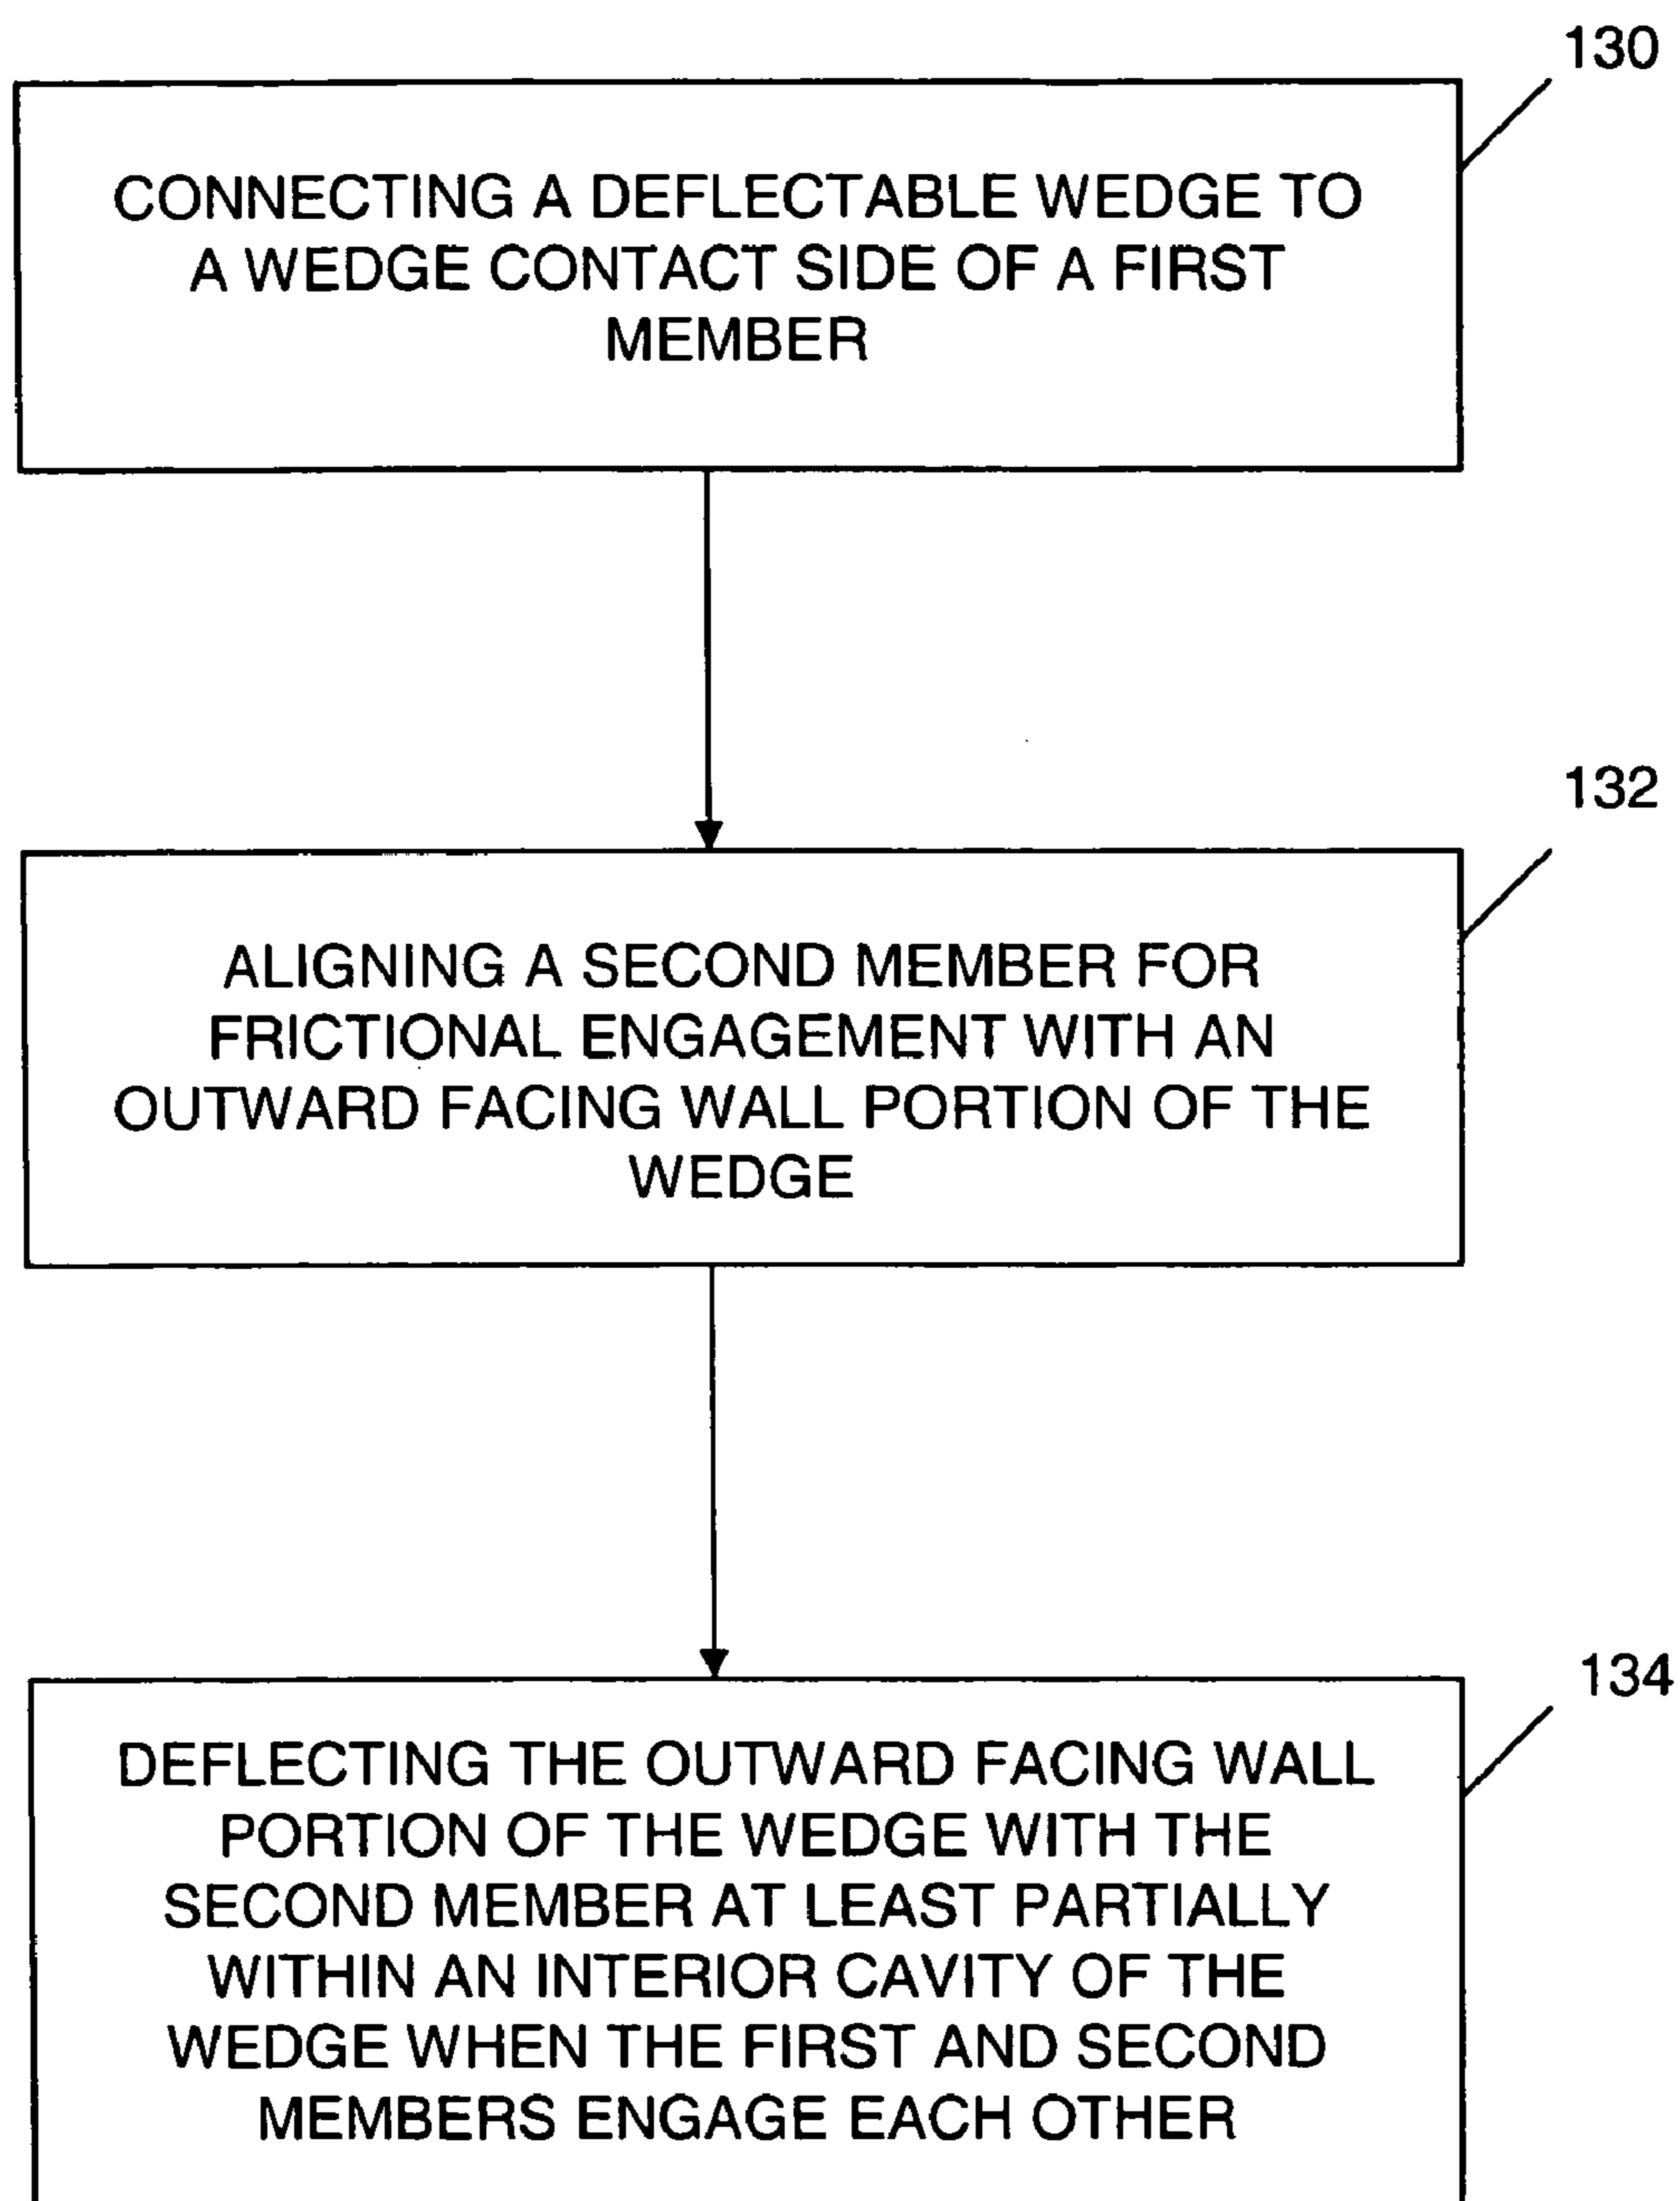 130
CONNECTING A DEFLECTABLE WEDGE TO
A WEDGE CONTACT SIDE OF A FIRST
MEMBER
132
ALIGNING A SECOND MEMBER FOR
FRICTIONAL ENGAGEMENT WITH AN
OUTWARD FACING WALL PORTION OF THE
WEDGE
134
DEFLECTING THE OUTWARD FACING WALL
PORTION OF THE WEDGE WITH THE
SECOND MEMBER AT LEAST PARTIALLY
WITHIN AN INTERIOR CAVITY OF THE
WEDGE WHEN THE FIRST AND SECOND
MEMBERS ENGAGE EACH OTHER